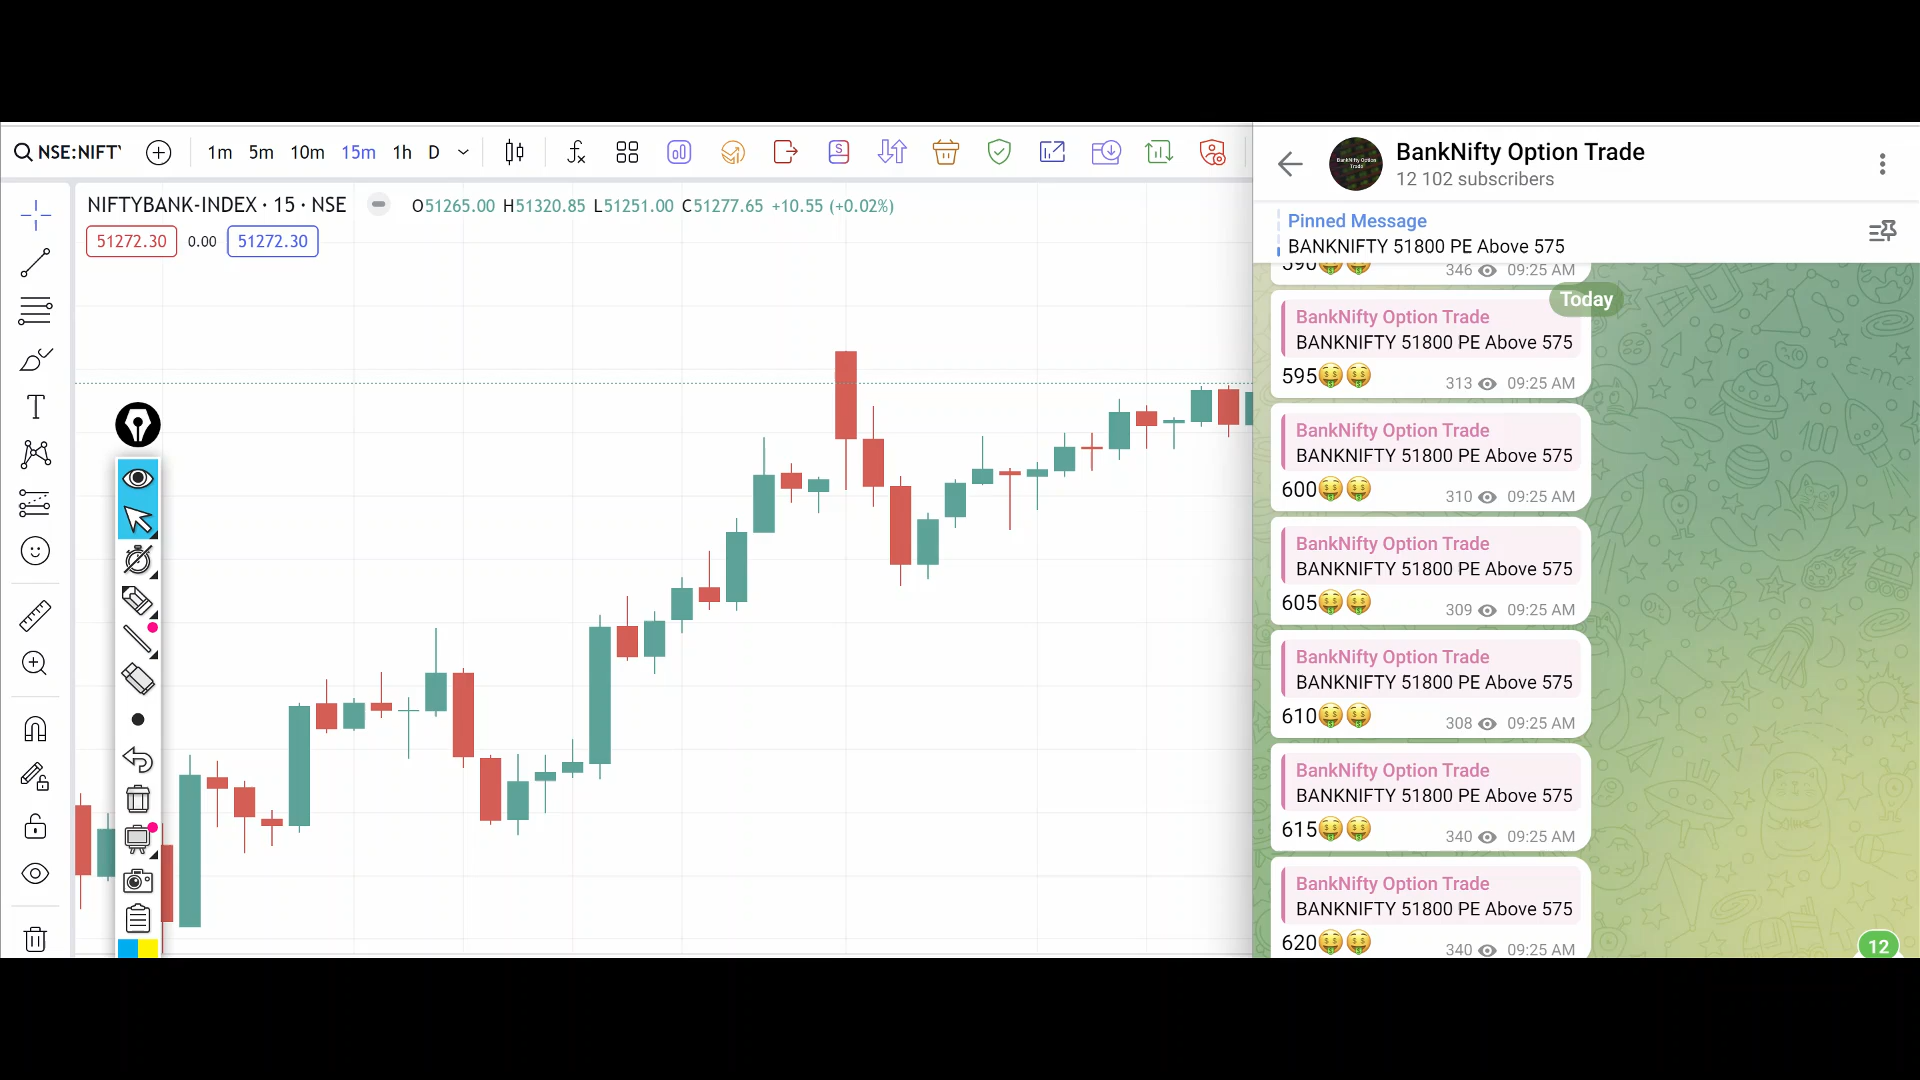 NSE:NIFT
1m 5m 10m 15m 1h D
NIFTYBANK-INDEX · 15 · NSE
O51265.00 H51320.85 L51251.00 C51277.65 +10.55 (+0.02%)
51272.30 0.00 51272.30
BankNifty Option Trade
12 102 subscribers
Pinned Message
BANKNIFTY 51800 PE Above 575
590🤑🤑 346 09:25 AM
Today
BankNifty Option Trade
BANKNIFTY 51800 PE Above 575
595🤑🤑 313 09:25 AM
BankNifty Option Trade
BANKNIFTY 51800 PE Above 575
600🤑🤑 310 09:25 AM
BankNifty Option Trade
BANKNIFTY 51800 PE Above 575
605🤑🤑 309 09:25 AM
BankNifty Option Trade
BANKNIFTY 51800 PE Above 575
610🤑🤑 308 09:25 AM
BankNifty Option Trade
BANKNIFTY 51800 PE Above 575
615🤑🤑 340 09:25 AM
BankNifty Option Trade
BANKNIFTY 51800 PE Above 575
620🤑🤑 340 09:25 AM
12